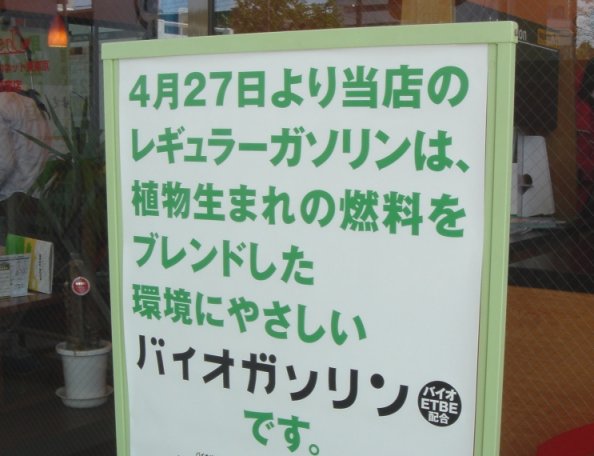 4月27日より当店の
レギュラーガソリンは、
植物生まれの燃料を
ブレンドした
環境にやさしい
バイオガソリン
バイオ
ETBE
配合
です。